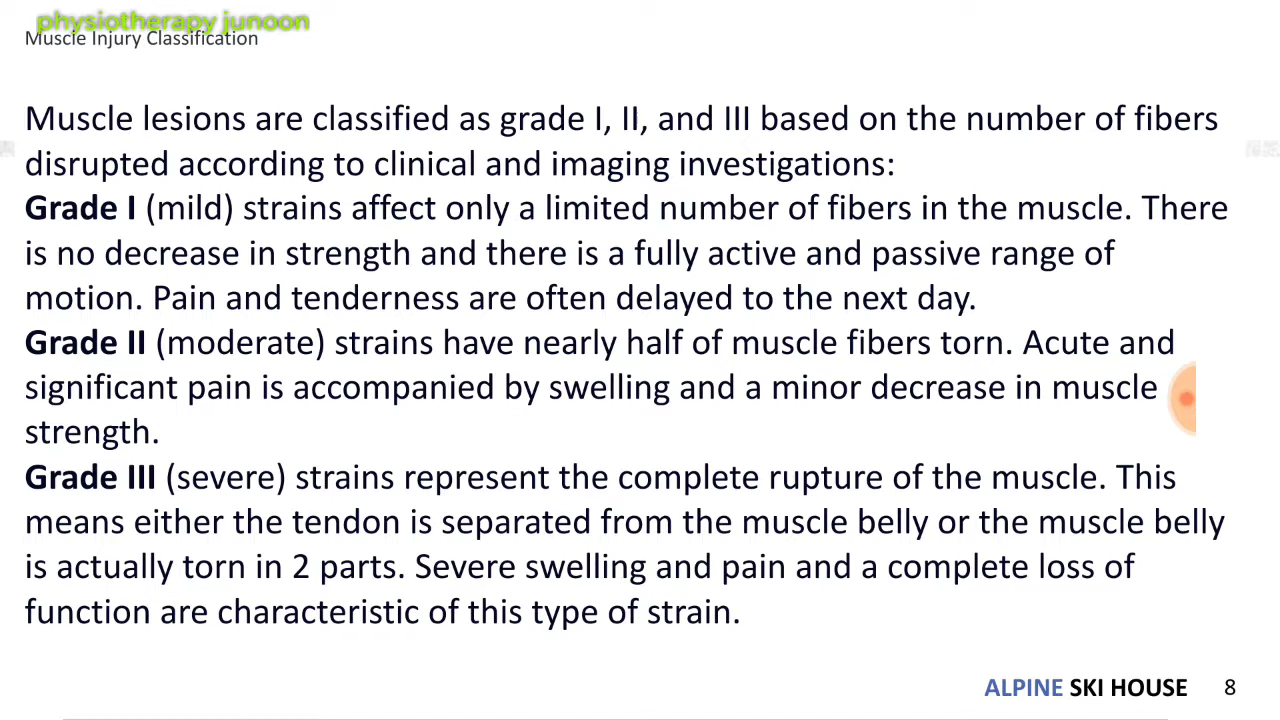 physiotherapy junoon
Muscle Injury Classification
Muscle lesions are classified as grade I, II, and III based on the number of fibers
disrupted according to clinical and imaging investigations:
Grade I (mild) strains affect only a limited number of fibers in the muscle. There
is no decrease in strength and there is a fully active and passive range of
motion. Pain and tenderness are often delayed to the next day.
Grade II (moderate) strains have nearly half of muscle fibers torn. Acute and
significant pain is accompanied by swelling and a minor decrease in muscle
strength.
Grade III (severe) strains represent the complete rupture of the muscle. This
means either the tendon is separated from the muscle belly or the muscle belly
is actually torn in 2 parts. Severe swelling and pain and a complete loss of
function are characteristic of this type of strain.
ALPINE SKI HOUSE 8